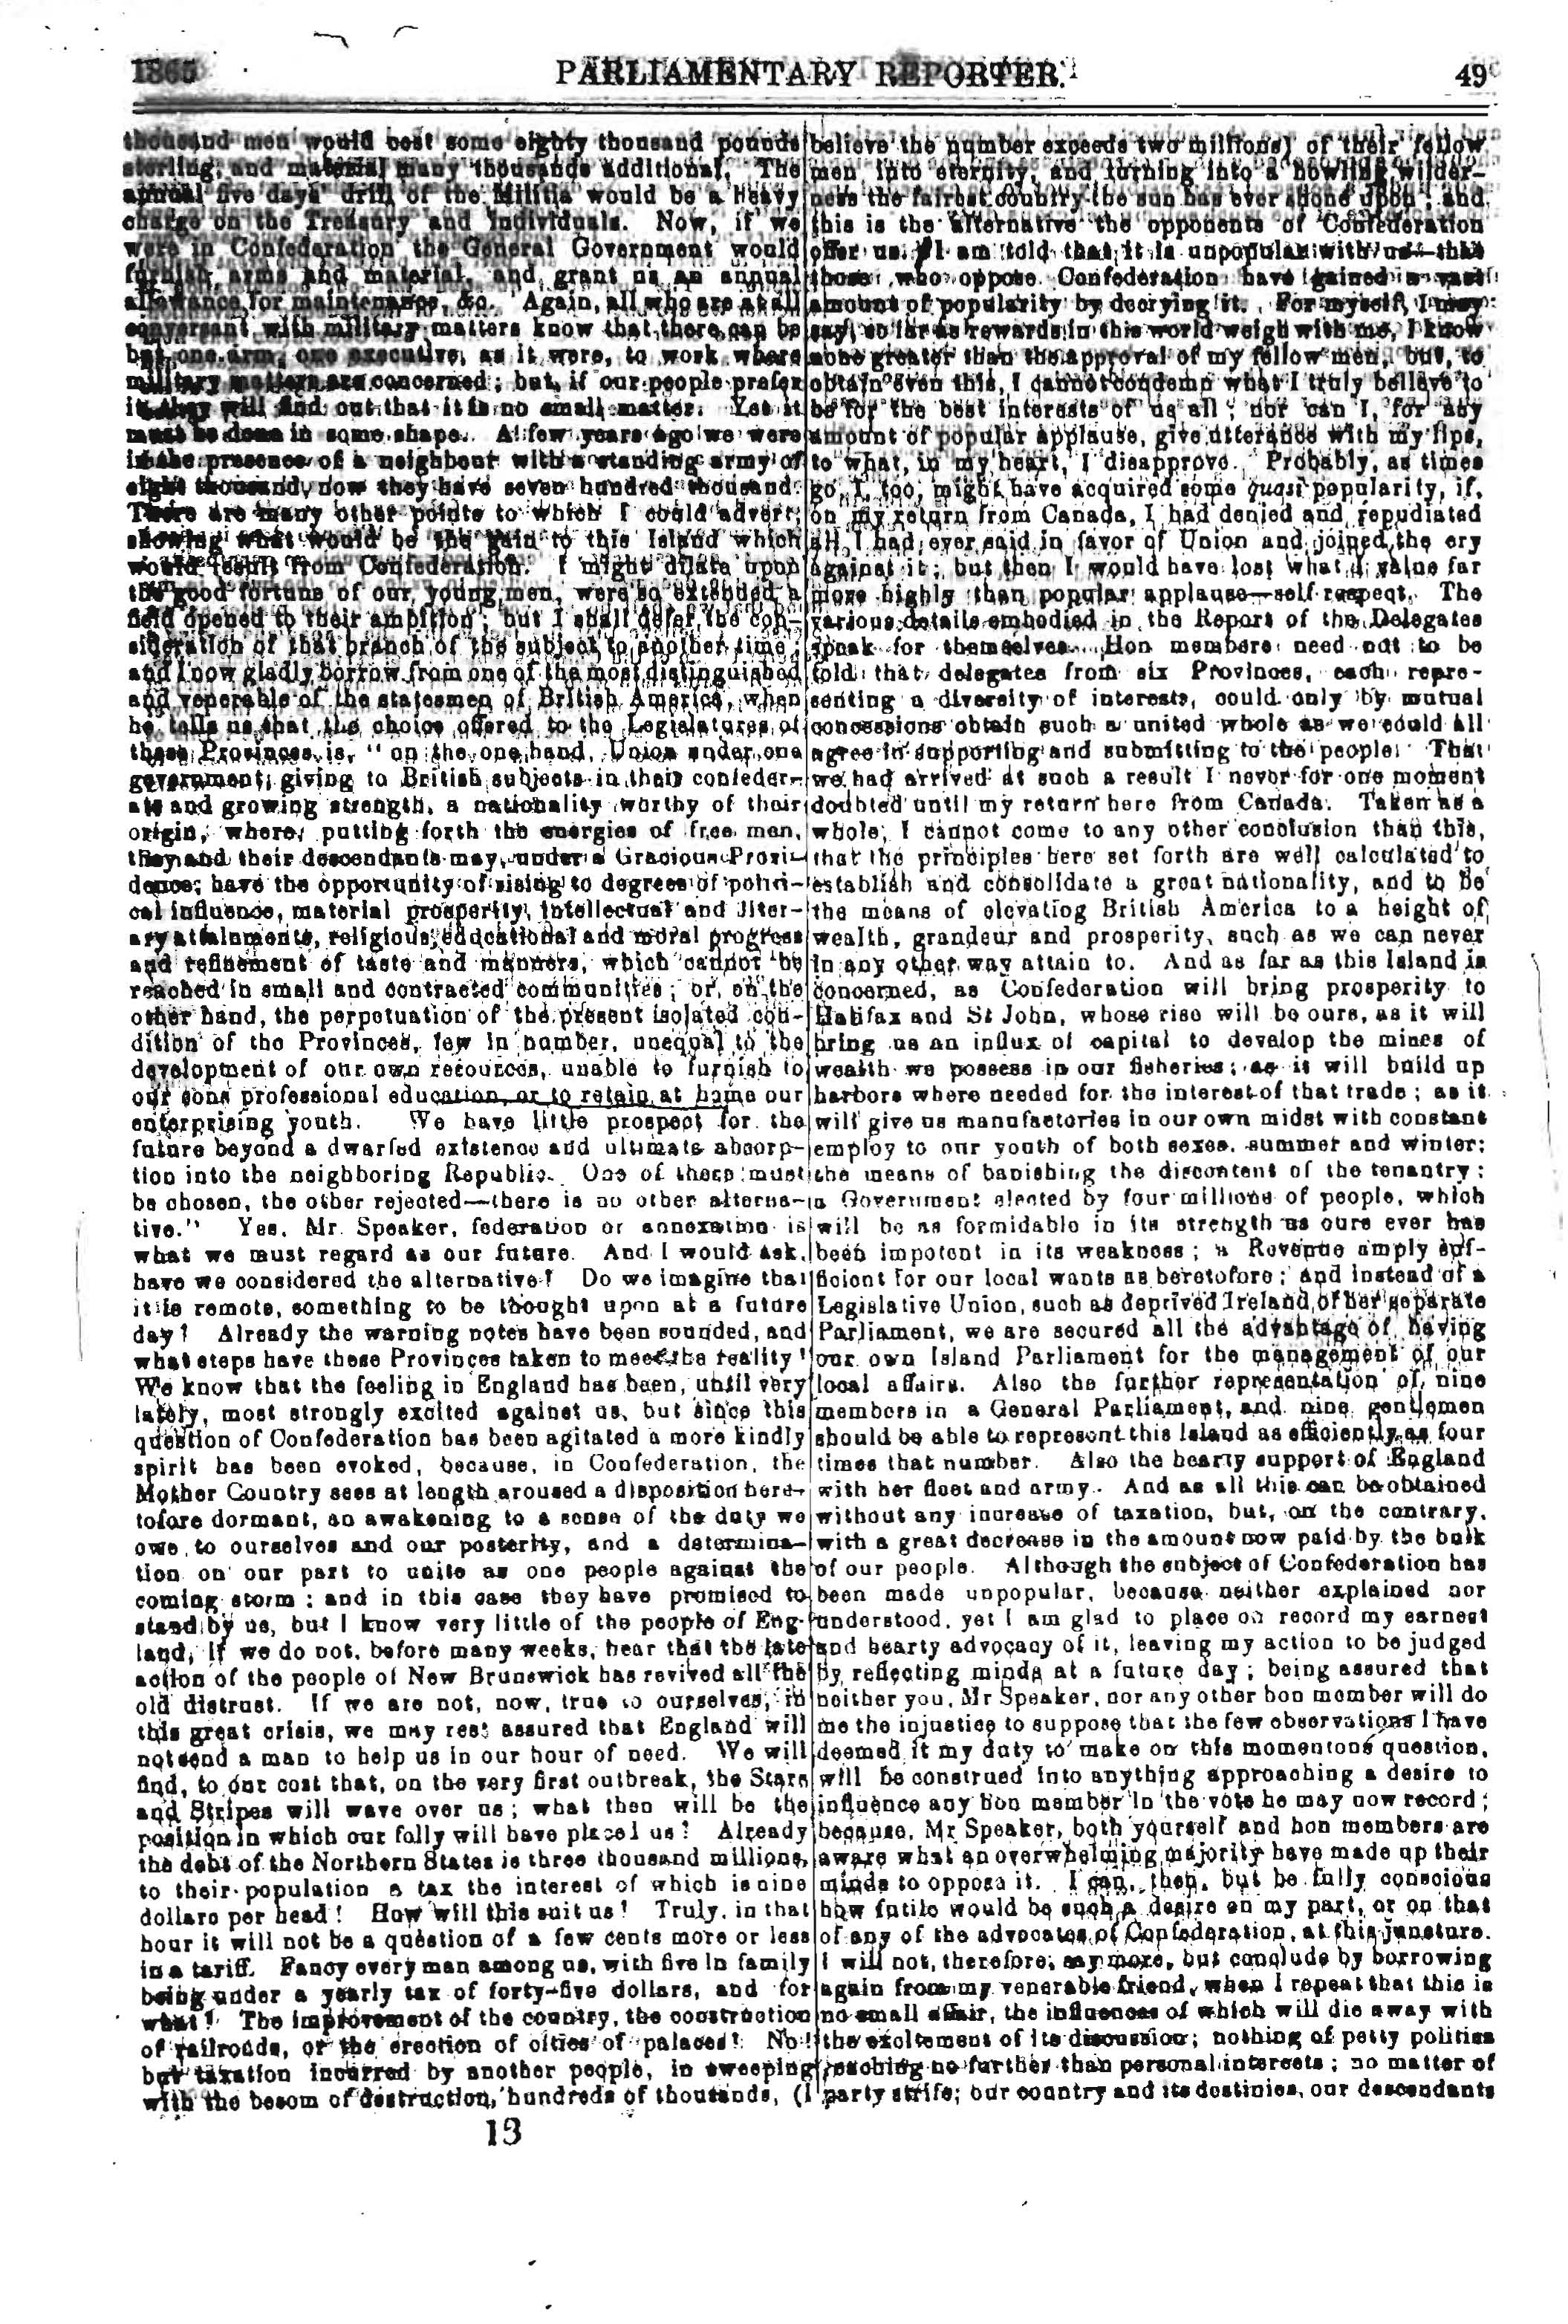 1865
PARLIAMENTARY REPORTER.
49
thousand men would cost some eighty thousand pounds
sterling, and material many thousands additional. The
annual five days' drill of the Militia would be a heavy
charge on the Treasury and individuals. Now, if we
were in Confederation the General Government would
furnish arms and material, and grant us an annual
allowance for maintenance, &c. Again, all who are at all
conversant with military matters know that there can be
but one arm, one executive, as it were, to work where
military matters are concerned; but, if our people prefer
it they will find out that it is no small matter. Yet it
must be done in some shape. A few years ago we were
in the presence of a neighbour with a standing army of
eight thousand, now they have seven hundred thousand.
There are many other points to which I could advert,
showing what would be the gain to this Island which
would result from Confederation. I might dilate upon
the good fortune of our young men, were so extended a
field opened to their ambition; but I shall defer the con-
sideration of that branch of the subject to another time;
and I now gladly borrow from one of the most distinguished
and venerable of the statesmen of British America, when
he tells us that the choice offered to the Legislatures of
these Provinces is, "on the one hand, Union under one
government, giving to British subjects in their confeder-
ate and growing strength, a nationality worthy of their
origin, where, putting forth the energies of free men,
they and their descendants may, under a Gracious Provi-
dence, have the opportunity of rising to degrees of politi-
cal influence, material prosperity, intellectual and liter-
ary attainments, religious, educational and moral progress
and refinement of taste and manners, which cannot be
reached in small and contracted communities; or, on the
other hand, the perpetuation of the present isolated con-
dition of the Provinces, few in number, unequal to the
development of our own resources, unable to furnish to
our sons professional education, or to retain at home our
enterprising youth. We have little prospect for the
future beyond a dwarfed existence and ultimate absorp-
tion into the neighboring Republic. One of these must
be chosen, the other rejected—there is no other alterna-
tive." Yes, Mr. Speaker, federation or annexation is
what we must regard as our future. And I would ask,
have we considered the alternative? Do we imagine that
it is remote, something to be thought upon at a future
day? Already the warning notes have been sounded, and
what steps have these Provinces taken to meet the reality?
We know that the feeling in England has been, until very
lately, most strongly excited against us, but since this
question of Confederation has been agitated a more kindly
spirit has been evoked, because, in Confederation, the
Mother Country sees at length aroused a disposition here-
tofore dormant, an awakening to a sense of the duty we
owe to ourselves and our posterity, and a determina-
tion on our part to unite as one people against the
coming storm; and in this case they have promised to
stand by us, but I know very little of the people of Eng-
land, if we do not, before many weeks, hear that the late
action of the people of New Brunswick has revived all the
old distrust. If we are not, now, true to ourselves, in
this great crisis, we may rest assured that England will
not send a man to help us in our hour of need. We will
find, to our cost that, on the very first outbreak, the Stars
and Stripes will wave over us; what then will be the
position in which our folly will have placed us? Already
the debt of the Northern States is three thousand millions,
to their population a tax the interest of which is nine
dollars per head! How will this suit us? Truly, in that
hour it will not be a question of a few cents more or less
in a tariff. Fancy every man among us, with five in family
being under a yearly tax of forty-five dollars, and for
what? The improvement of the country, the construction
of railroads, or the erection of cities of palaces? No!
but taxation incurred by another people, in sweeping
with the besom of destruction, hundreds of thousands, (I
13
believe the number exceeds two millions) of their fellow
men into eternity, and turning into a howling wilder-
ness the fairest country the sun has ever shone upon; and
this is the alternative the opponents of Confederation
offer us. I am told that it is unpopular with us—that
those who oppose Confederation have gained a vast
amount of popularity by decrying it. For myself, I may
say, so far as rewards in this world weigh with me, I know
none greater than the approval of my fellow men, but, to
obtain even this, I cannot condemn what I truly believe to
be for the best interests of us all; nor can I, for any
amount of popular applause, give utterance with my lips,
to what, in my heart, I disapprove. Probably, as times
go, I, too, might have acquired some quasi popularity, if,
on my return from Canada, I had denied and repudiated
all I had ever said in favor of Union and joined the cry
against it; but then I would have lost what I value far
more highly than popular applause—self-respect. The
various details embodied in the Report of the Delegates
speak for themselves. Hon members need not to be
told that delegates from six Provinces, each repre-
senting a diversity of interests, could only by mutual
concessions obtain such a united whole as we could all
agree in supporting and submitting to the people. That
we had arrived at such a result I never for one moment
doubted until my return here from Canada. Taken as a
whole, I cannot come to any other conclusion than this,
that the principles here set forth are well calculated to
establish and consolidate a great nationality, and to be
the means of elevating British America to a height of
wealth, grandeur and prosperity, such as we can never
in any other way attain to. And as far as this Island is
concerned, as Confederation will bring prosperity to
Halifax and St John, whose rise will be ours, as it will
bring us an influx of capital to develop the mines of
wealth we possess in our fisheries; as it will build up
harbors where needed for the interest of that trade; as it
will give us manufactories in our own midst with constant
employ to our youth of both sexes, summer and winter;
the means of banishing the discontent of the tenantry;
a Government elected by four millions of people, which
will be as formidable in its strength as ours ever has
been impotent in its weakness; a Revenue amply suf-
ficient for our local wants as heretofore; and instead of a
Legislative Union, such as deprived Ireland of her separate
Parliament, we are secured all the advantage of having
our own Island Parliament for the management of our
local affairs. Also the further representation of nine
members in a General Parliament, and nine gentlemen
should be able to represent this Island as efficiently as four
times that number. Also the hearty support of England
with her fleet and army. And as all this can be obtained
without any increase of taxation, but, on the contrary,
with a great decrease in the amount now paid by the bulk
of our people. Although the subject of Confederation has
been made unpopular, because neither explained nor
understood, yet I am glad to place on record my earnest
and hearty advocacy of it, leaving my action to be judged
by reflecting minds at a future day; being assured that
neither you, Mr Speaker, nor any other hon member will do
me the injustice to suppose that the few observations I have
deemed it my duty to make on this momentous question,
will be construed into anything approaching a desire to
influence any hon member in the vote he may now record;
because, Mr Speaker, both yourself and hon members are
aware what an overwhelming majority have made up their
minds to oppose it. I can, then, but be fully conscious
how futile would be such a desire on my part, or on that
of any of the advocates of Confederation, at this juncture.
I will not, therefore, say more, but conclude by borrowing
again from my venerable friend, when I repeat that this is
no small affair, the influences of which will die away with
the excitement of its discussion; nothing of petty politics
reaching no further than personal interests; no matter of
party strife; our country and its destinies, our descendants